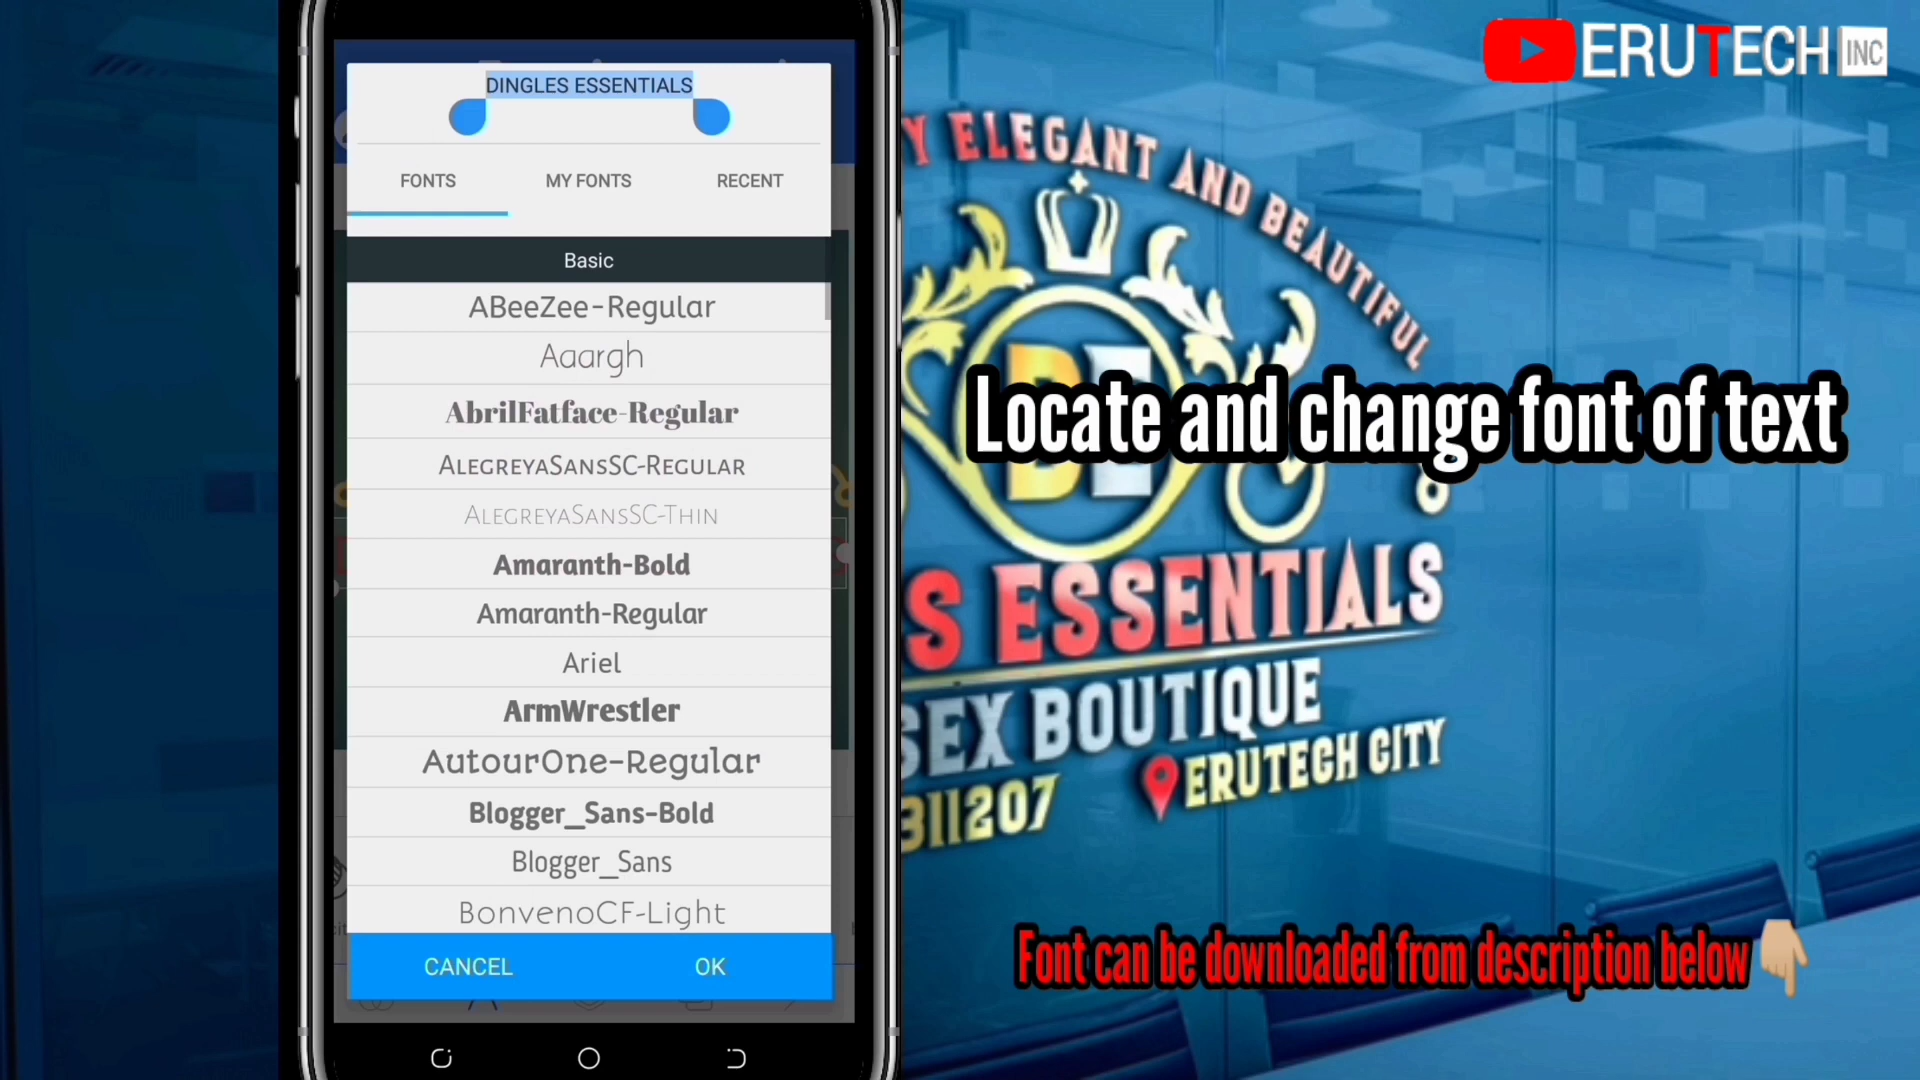 DINGLES ESSENTIALS
FONTS
MY FONTS
RECENT
Basic
ABeeZee-Regular
Aaargh
AbrilFatface-Regular
AlegreyaSansSC-Regular
AlegreyaSansSC-Thin
Amaranth-Bold
Amaranth-Regular
Ariel
ArmWrestler
AutourOne-Regular
Blogger_Sans-Bold
Blogger_Sans
BonvenoCF-Light
CANCEL
OK
ERUTECH INC
Y ELEGANT AND BEAUTIFUL
BE
Locate and change font of text
S ESSENTIALS
SEX BOUTIQUE
ERUTECH CITY
311207
Font can be downloaded from description below